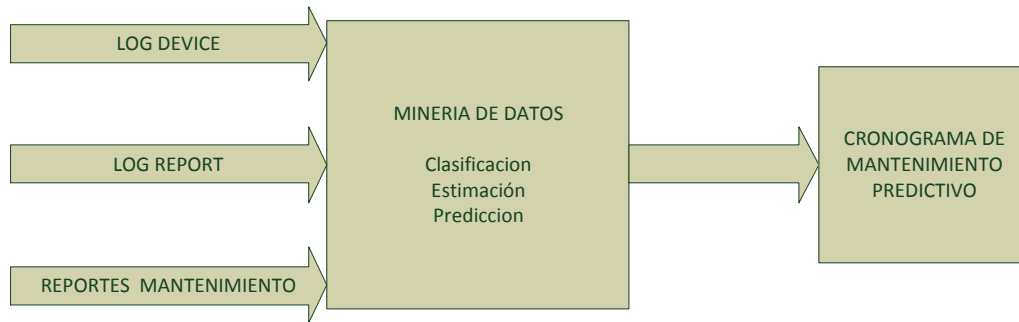 LOG DEVICE
LOG REPORT
REPORTES MANTENIMIENTO
MINERIA DE DATOS
Clasificacion
Estimación
Prediccion
CRONOGRAMA DE
MANTENIMIENTO
PREDICTIVO